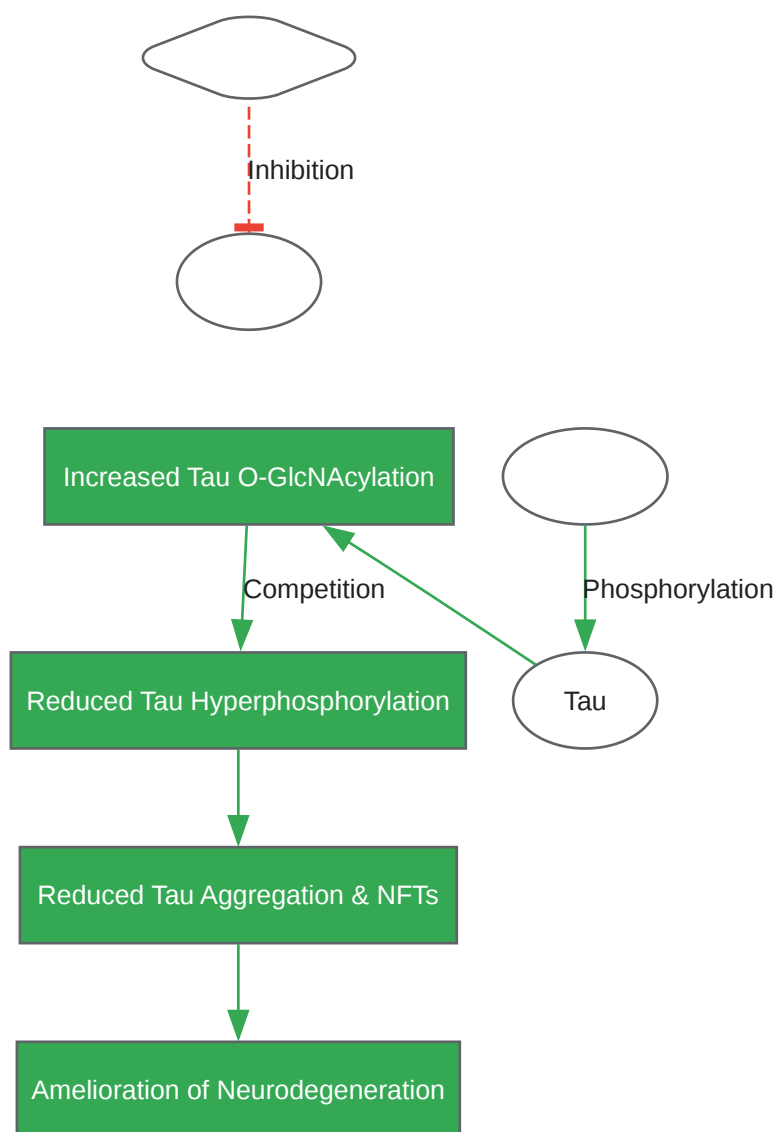 Inhibition
Increased Tau O-GlcNAcylation
Competition
Phosphorylation
Reduced Tau Hyperphosphorylation
Tau
Reduced Tau Aggregation & NFTs
Amelioration of Neurodegeneration